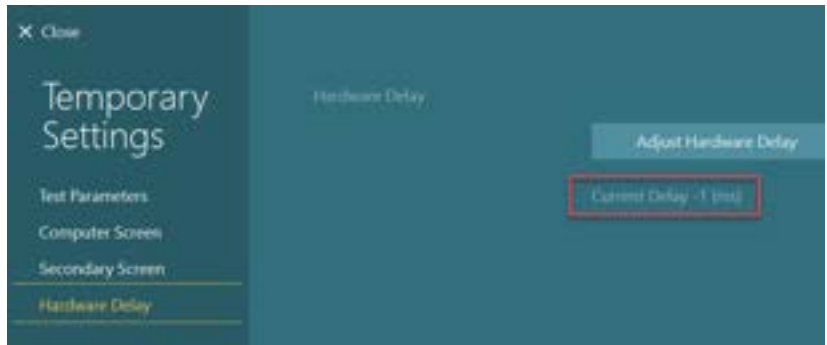 Close
Temporary
Settings
Test Parameters
Computer Screen
Secondary Screen
Hardware Delay
Hardware Delay
Adjust Hardware Delay
Current Delay -1 (ms)